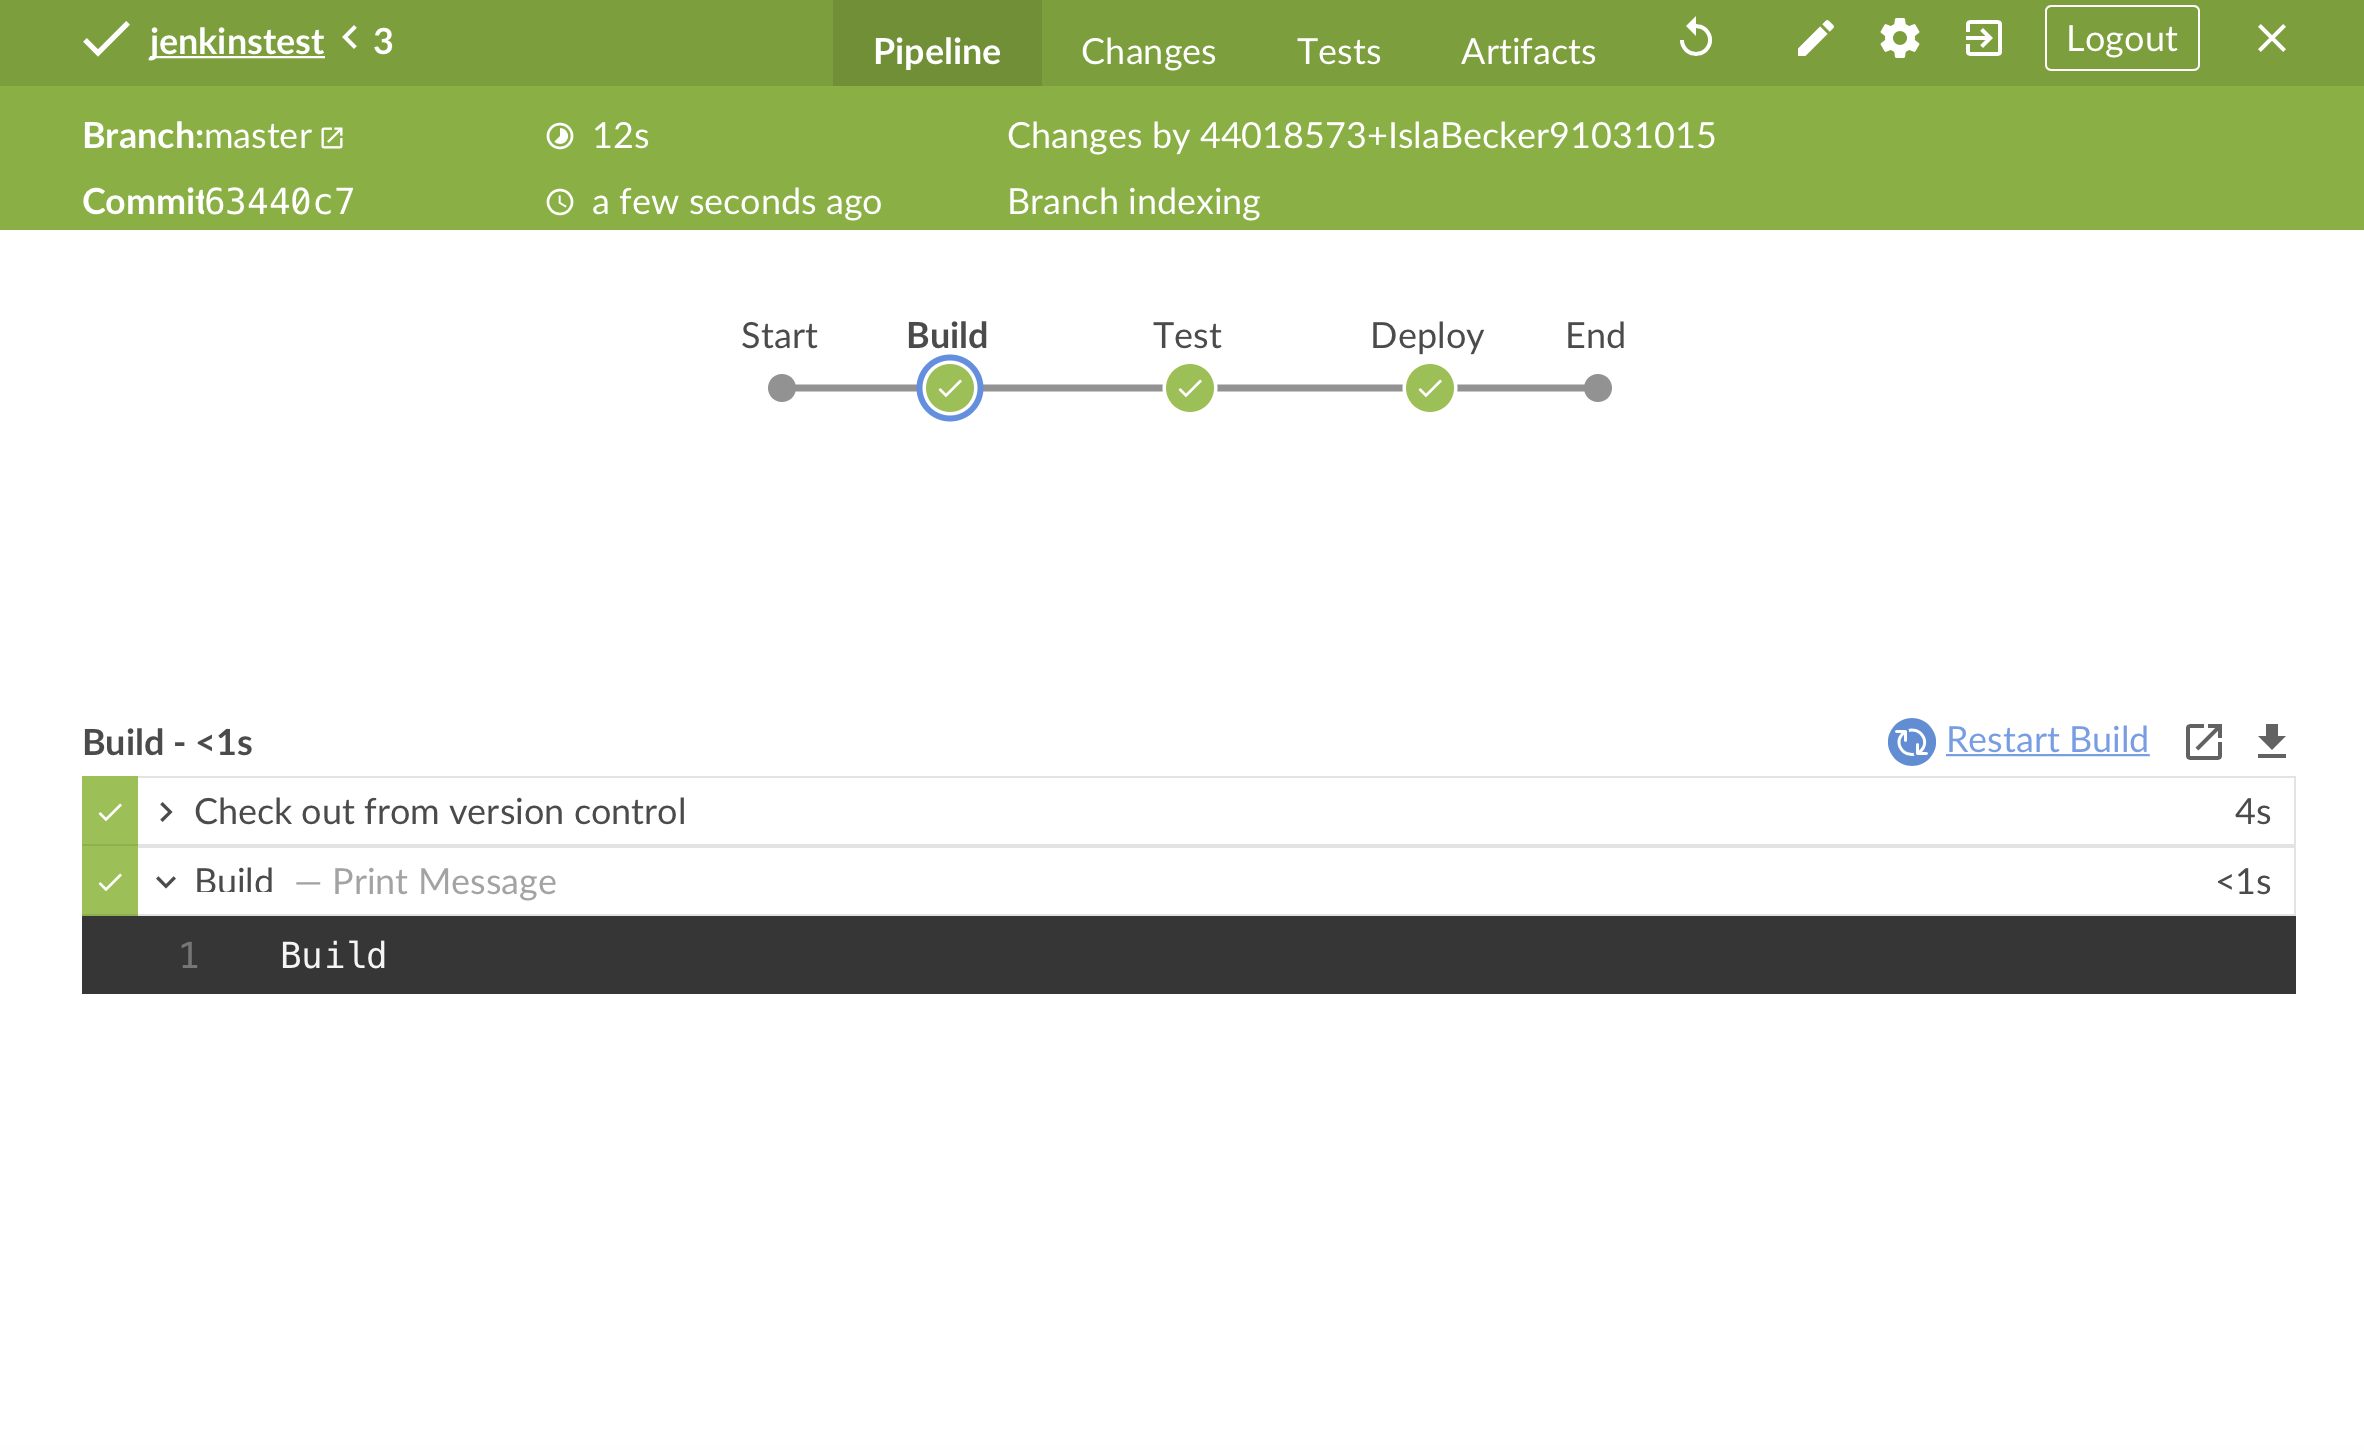 jenkinstest < 3
Pipeline Changes Tests Artifacts Logout
Branch:master 12s Changes by 44018573+IslaBecker91031015
Commit63440c7 a few seconds ago Branch indexing
Start Build Test Deploy End
Build - <1s Restart Build
Check out from version control 4s
Build — Print Message <1s
1 Build